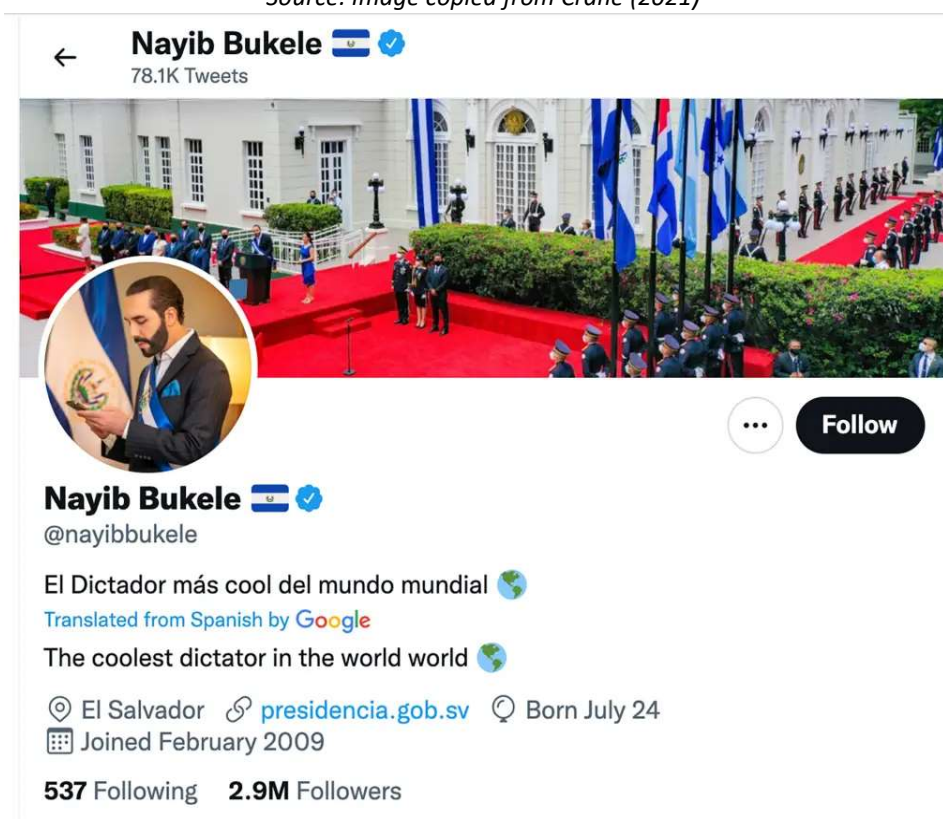 Source: Image copied from Crane (2021)
Nayib Bukele
78.1K Tweets
Follow
Nayib Bukele
@nayibbukele
El Dictador más cool del mundo mundial
Translated from Spanish by Google
The coolest dictator in the world world
El Salvador presidencia.gob.sv Born July 24
Joined February 2009
537 Following 2.9M Followers